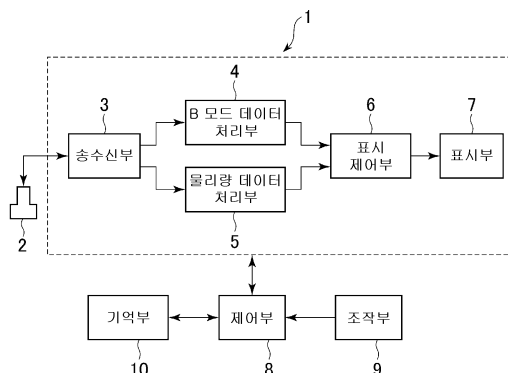 1
4
B 모드 데이터
처리부
3
송수신부
6
표시
제어부
7
표시부
물리량 데이터
처리부
5
2
기억부
10
제어부
8
조작부
9